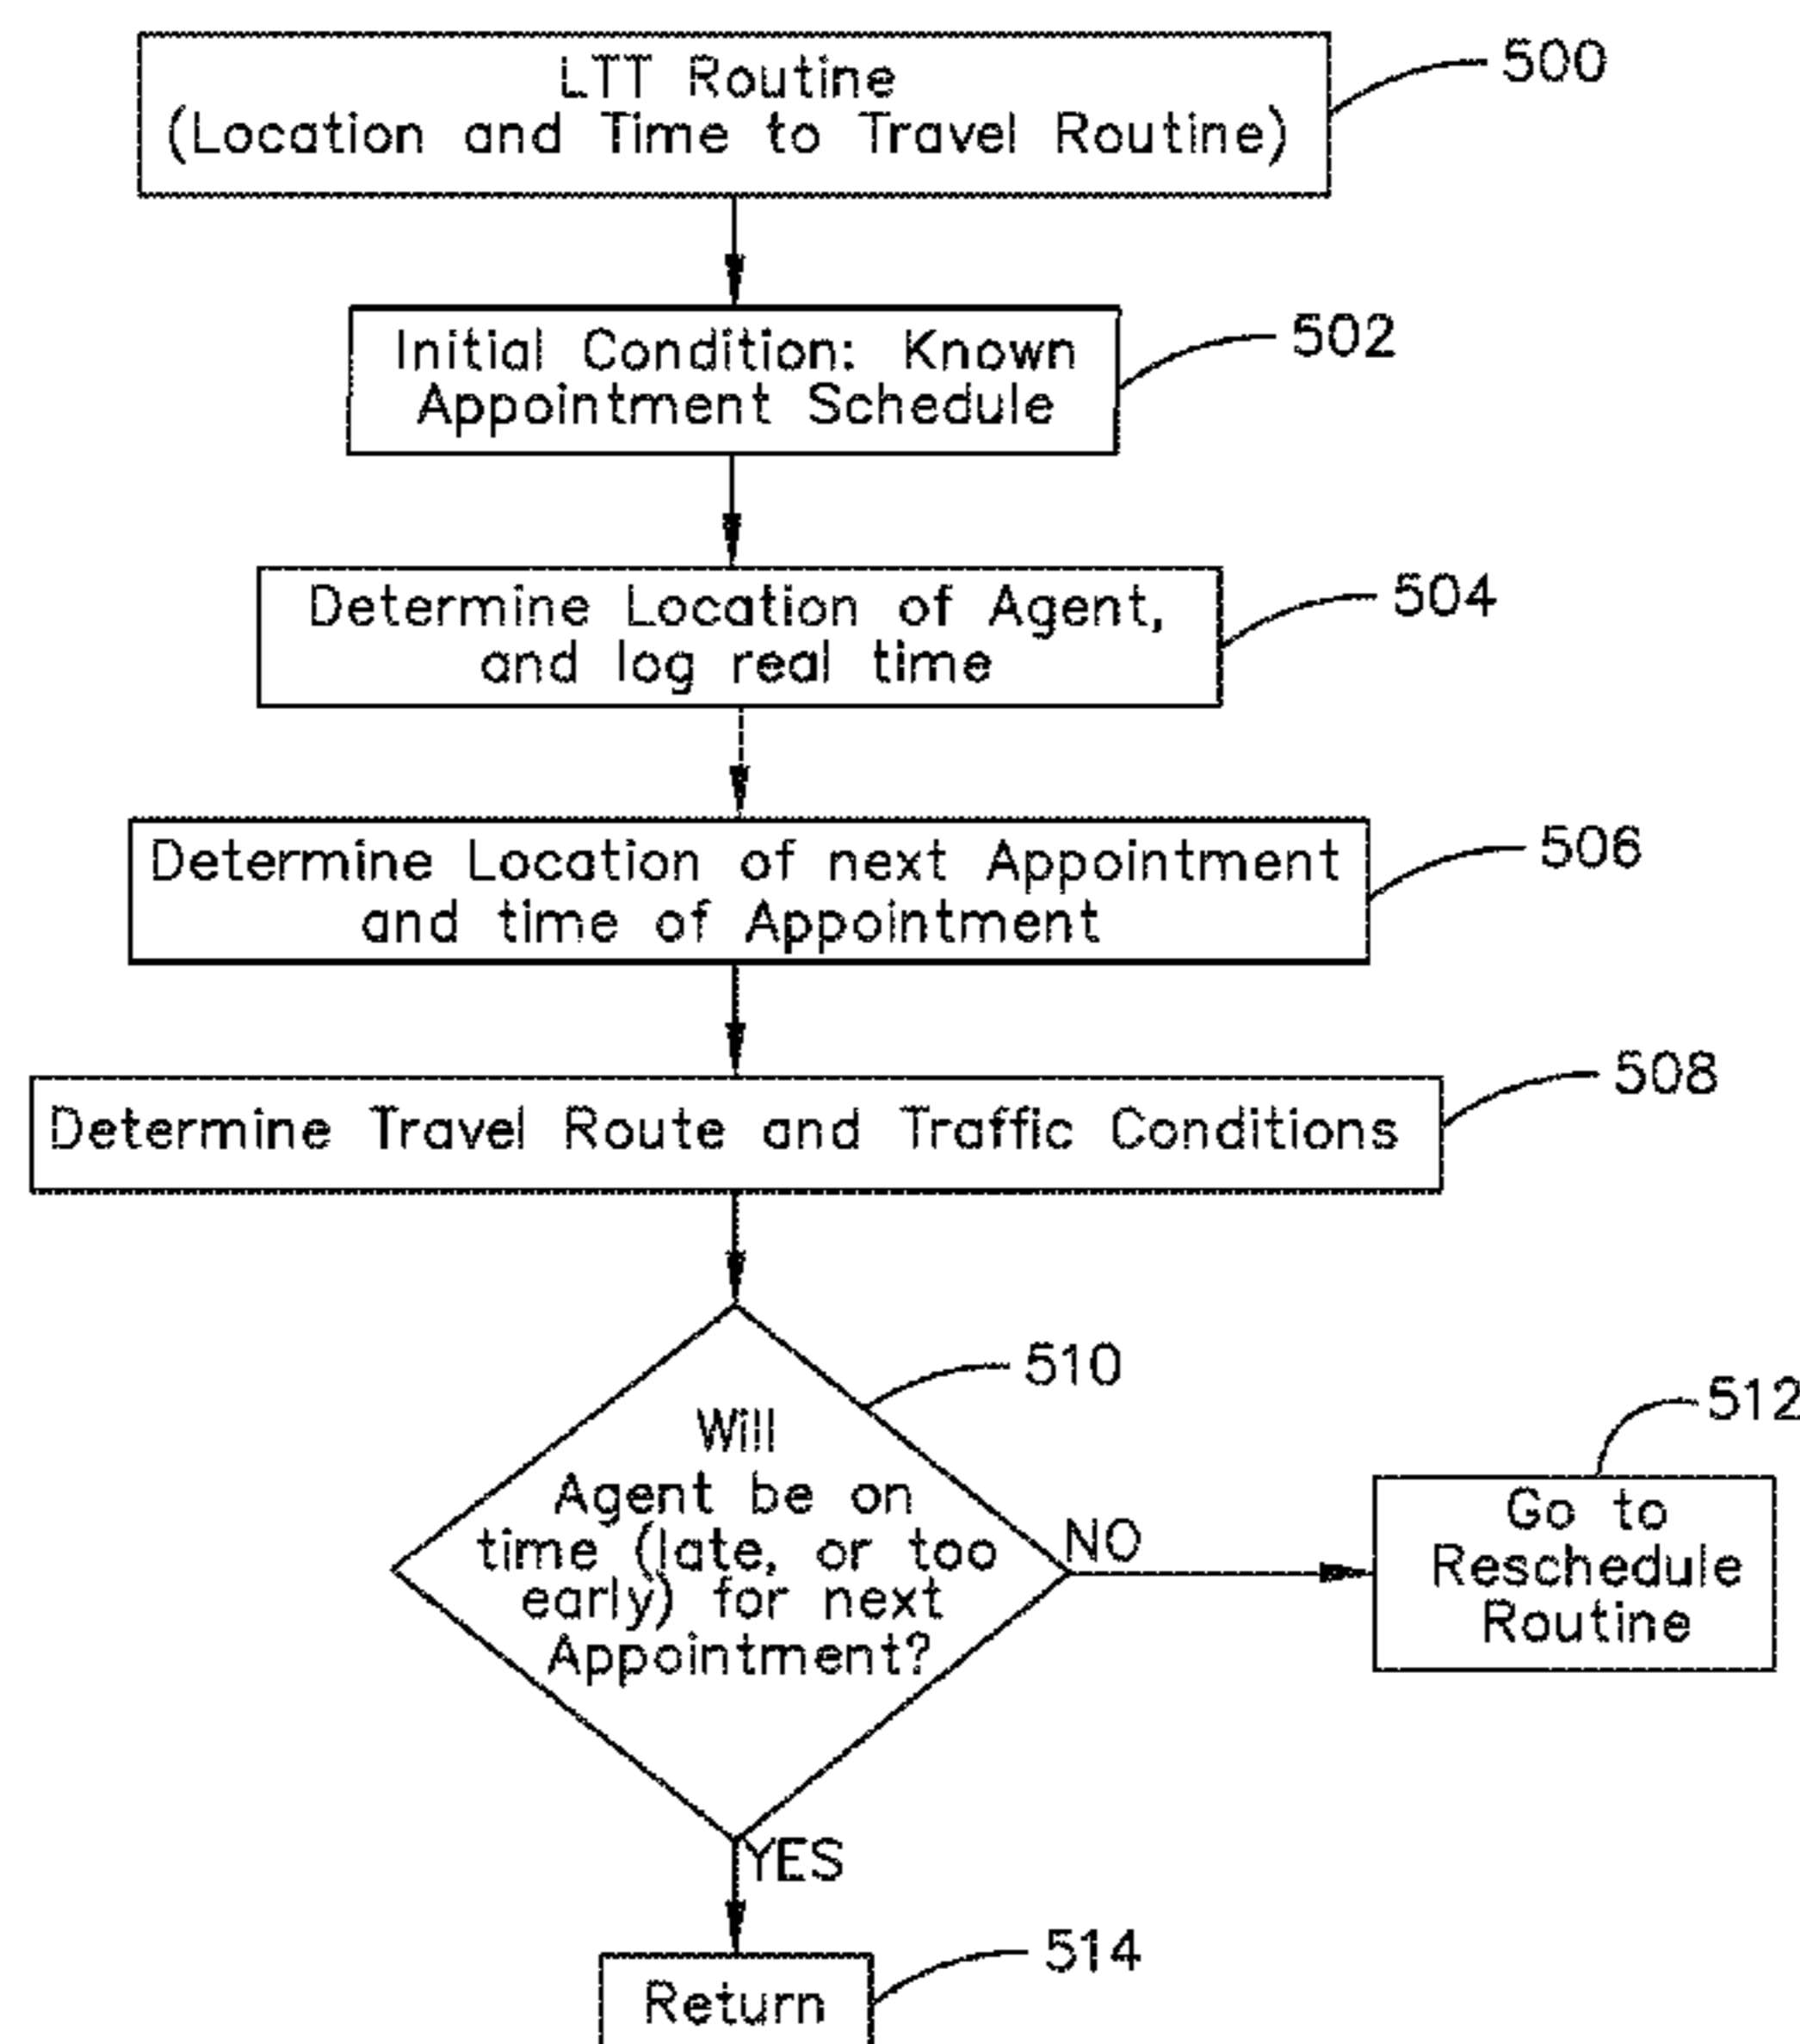 LTT Routine
(Location and Time to Travel Routine)
500
Initial Condition: Known
Appointment Schedule
502
Determine Location of Agent,
and log real time
504
Determine Location of next Appointment
and time of Appointment
506
Determine Travel Route and Traffic Conditions
508
Will
Agent be on
time (late, or too
early) for next
Appointment?
510
NO
Go to
Reschedule
Routine
512
YES
Return
514